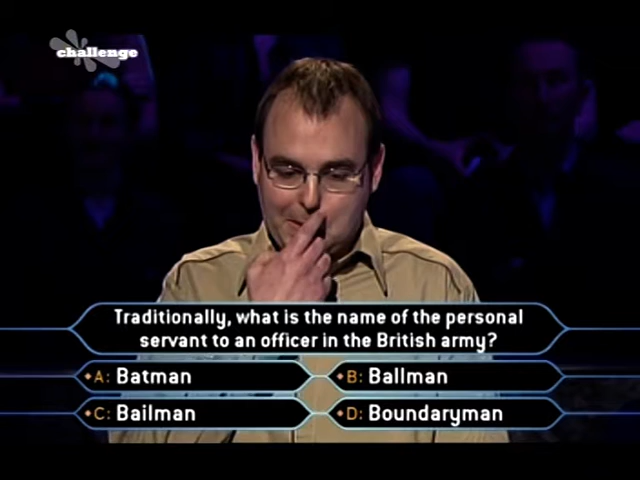 challenge
Traditionally, what is the name of the personal
servant to an officer in the British army?
A: Batman
B: Ballman
C: Bailman
D: Boundaryman